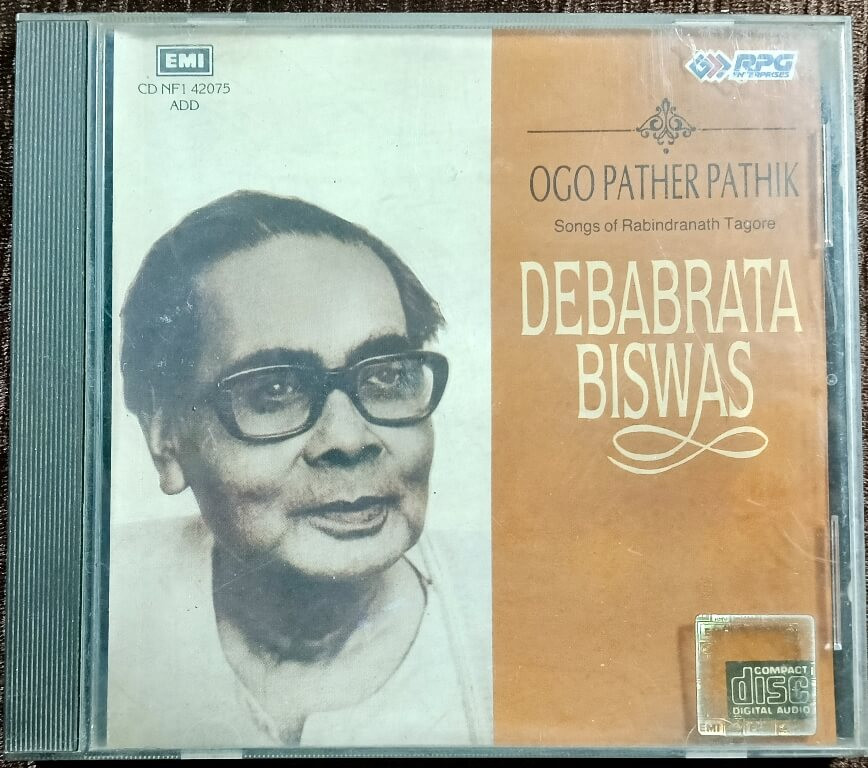 EMI
CD NF1 42075
ADD
RPG
ENTERPRISES
OGO PATHER PATHIK
Songs of Rabindranath Tagore
DEBABRATA
BISWAS
COMPACT
disc
DIGITAL AUDIO
EMI